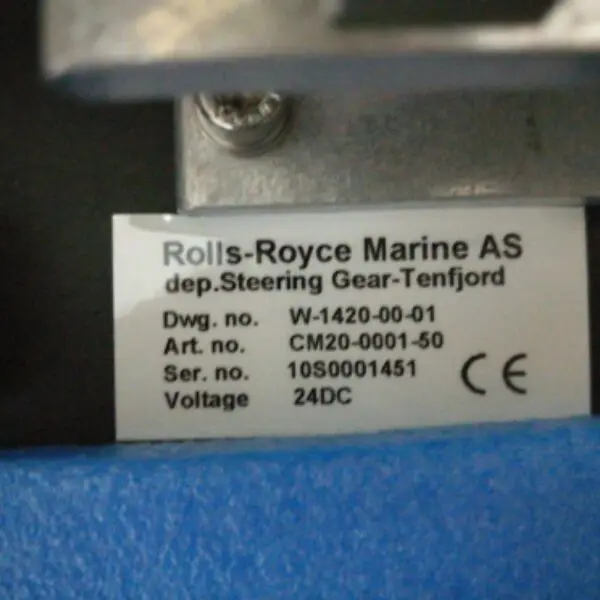 Rolls-Royce Marine AS
dep.Steering Gear-Tenfjord
Dwg. no. W-1420-00-01
Art. no. CM20-0001-50
Ser. no. 10S0001451
Voltage 24DC
CE